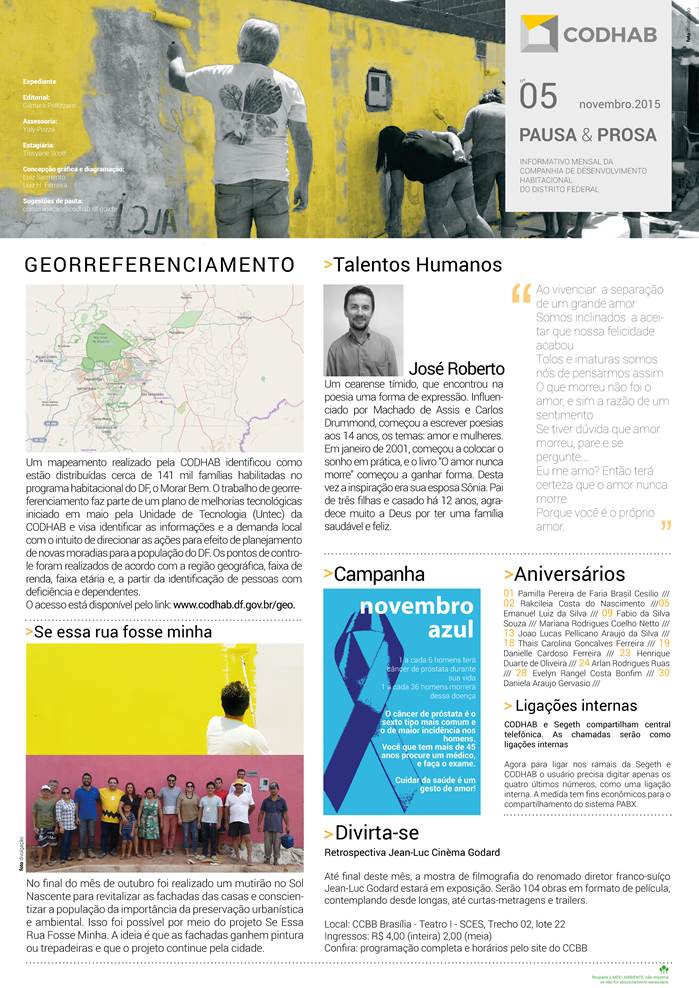 Expediente
Editorial:
Gilmara Pellizzaro
Assessoria:
Yaly Pozza
Estagiária:
Concepção gráfica e diagramação:
Luiz Sarmento
Luiz H. Ferreira
Sugestões de pauta:
comunicação@codhab.df.gov.br
CODHAB
nº
05
novembro.2015
PAUSA & PROSA
INFORMATIVO MENSAL DA
COMPANHIA DE DESENVOLVIMENTO
HABITACIONAL
DO DISTRITO FEDERAL
GEORREFERENCIAMENTO
Um mapeamento realizado pela CODHAB identificou como
estão distribuídas cerca de 141 mil famílias habilitadas no
programa habitacional do DF, o Morar Bem. O trabalho de georre-
ferenciamento faz parte de um plano de melhorias tecnológicas
iniciado em maio pela Unidade de Tecnologia (Untec) da
CODHAB e visa identificar as informações e a demanda local
com o intuito de direcionar as ações para efeito de planejamento
de novas moradias para a população do DF. Os pontos de contro-
le foram realizados de acordo com a região geográfica, faixa de
renda, faixa etária e, a partir da identificação de pessoas com
deficiência e dependentes.
O acesso está disponível pelo link: www.codhab.df.gov.br/geo.
>Se essa rua fosse minha
foto divulgação
No final do mês de outubro foi realizado um mutirão no Sol
Nascente para revitalizar as fachadas das casas e conscien-
tizar a população da importância da preservação urbanística
e ambiental. Isso foi possível por meio do projeto Se Essa
Rua Fosse Minha. A ideia é que as fachadas ganhem pintura
ou trepadeiras e que o projeto continue pela cidade.
>Talentos Humanos
José Roberto
Um cearense tímido, que encontrou na
poesia uma forma de expressão. Influen-
ciado por Machado de Assis e Carlos
Drummond, começou a escrever poesias
aos 14 anos, os temas: amor e mulheres.
Em janeiro de 2001, começou a colocar o
sonho em prática, e o livro "O amor nunca
morre" começou a ganhar forma. Desta
vez a inspiração era sua esposa Sônia. Pai
de três filhas e casado há 12 anos, agra-
dece muito a Deus por ter uma família
saudável e feliz.
“
Ao vivenciar a separação
de um grande amor
Somos inclinados a acei-
tar que nossa felicidade
acabou
Tolos e imaturas somos
nós de pensarmos assim
O que morreu não foi o
amor, e sim a razão de um
sentimento
Se tiver dúvida que amor
morreu, pare e se
pergunte...
Eu me amo? Então terá
certeza que o amor nunca
morre
Porque você é o próprio
amor.
”
>Campanha
novembro
azul
1 a cada 6 homens terá
câncer de próstata durante
sua vida
1 a cada 36 homens morrerá
dessa doença
O câncer de próstata é o
sexto tipo mais comum e
o de maior incidência nos
homens.
Você que tem mais de 45
anos procure um médico,
e faça o exame.
Cuidar da saúde é um
gesto de amor!
>Aniversários
01 Pamilla Pereira de Faria Brasil Cesilio ///
02 Rakcileia Costa do Nascimento ///05
Emanuel Luiz da Silva /// 09 Fabio da Silva
Souza /// Mariana Rodrigues Coelho Netto ///
13 Joao Lucas Pellicano Araujo da Silva ///
18 Thais Carolina Goncalves Ferreira /// 19
Danielle Cardoso Ferreira /// 23 Henrique
Duarte de Oliveira /// 24 Arlan Rodrigues Ruas
/// 28 Evelyn Rangel Costa Bonfim /// 30
Daniela Araujo Gervasio ///
> Ligações internas
CODHAB e Segeth compartilham central
telefônica. As chamadas serão como
ligações internas
Agora para ligar nos ramais da Segeth e
CODHAB o usuário precisa digitar apenas os
quatro últimos números, como uma ligação
interna. A medida tem fins econômicos para o
compartilhamento do sistema PABX.
> Divirta-se
Retrospectiva Jean-Luc Cinèma Godard
Até final deste mês, a mostra de filmografia do renomado diretor franco-suíço
Jean-Luc Godard estará em exposição. Serão 104 obras em formato de película,
contemplando desde longas, até curtas-metragens e trailers.
Local: CCBB Brasília - Teatro I - SCES, Trecho 02, lote 22
Ingressos: R$ 4,00 (inteira) 2,00 (meia)
Confira: programação completa e horários pelo site do CCBB
Respeite o MEIO AMBIENTE, não imprima
se não for absolutamente necessário